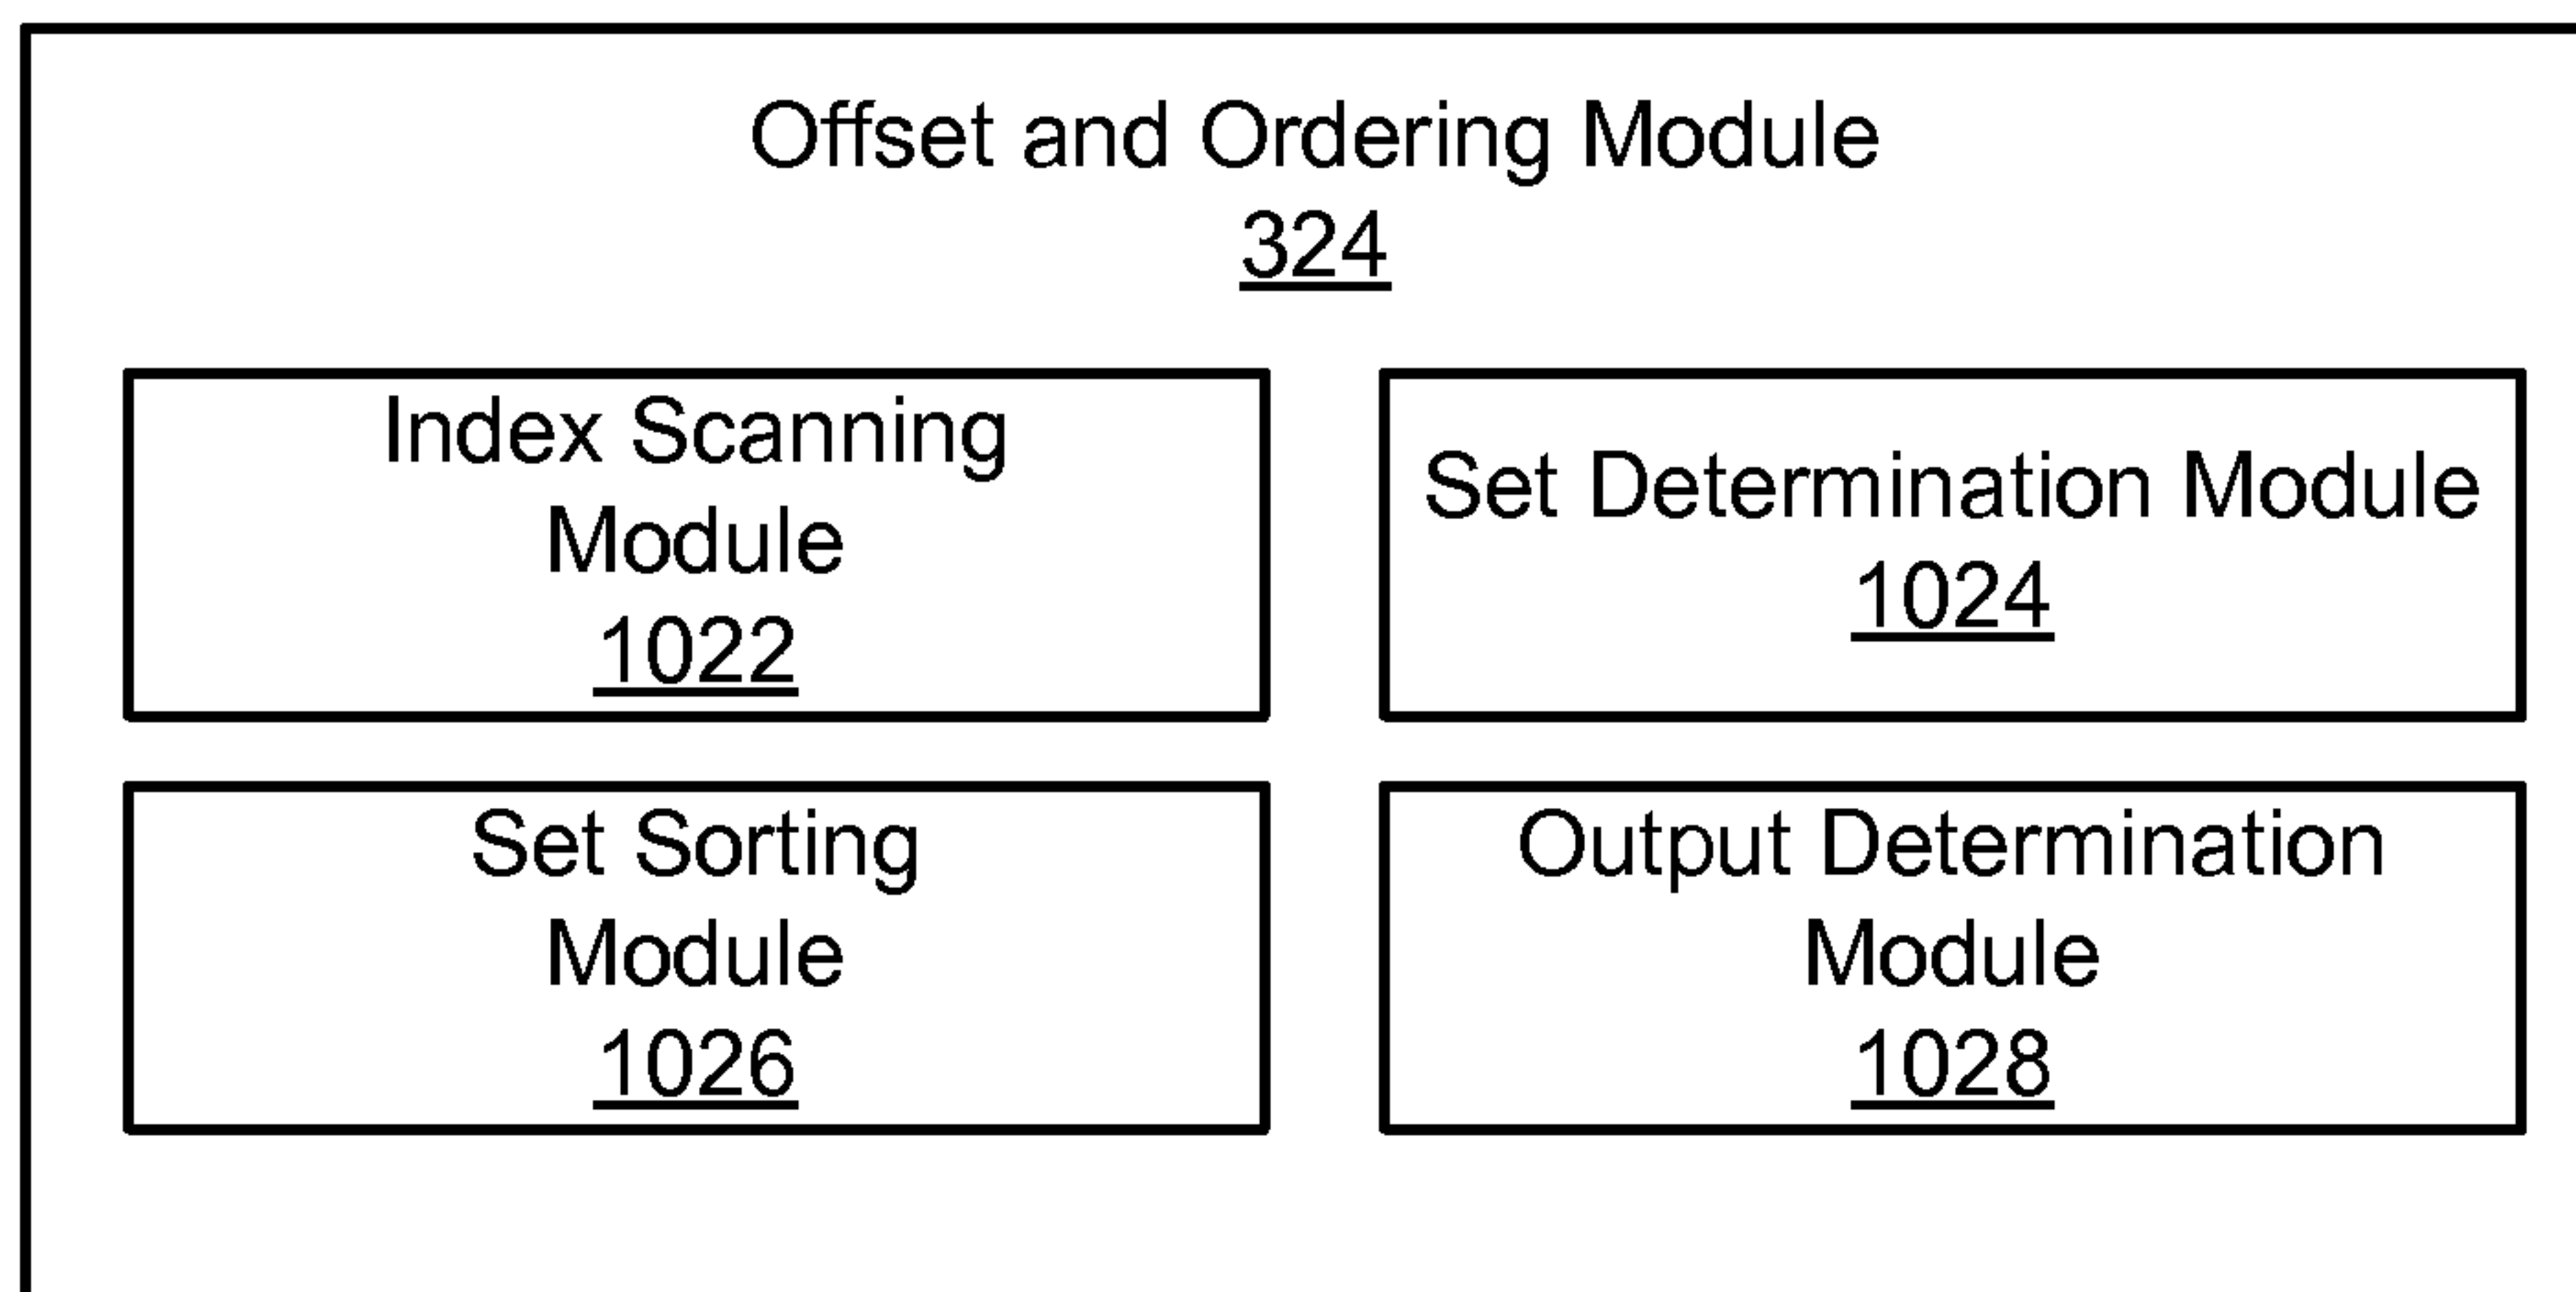 Offset and Ordering Module
324
Index Scanning
Module
1022
Set Determination Module
1024
Set Sorting
Module
1026
Output Determination
Module
1028